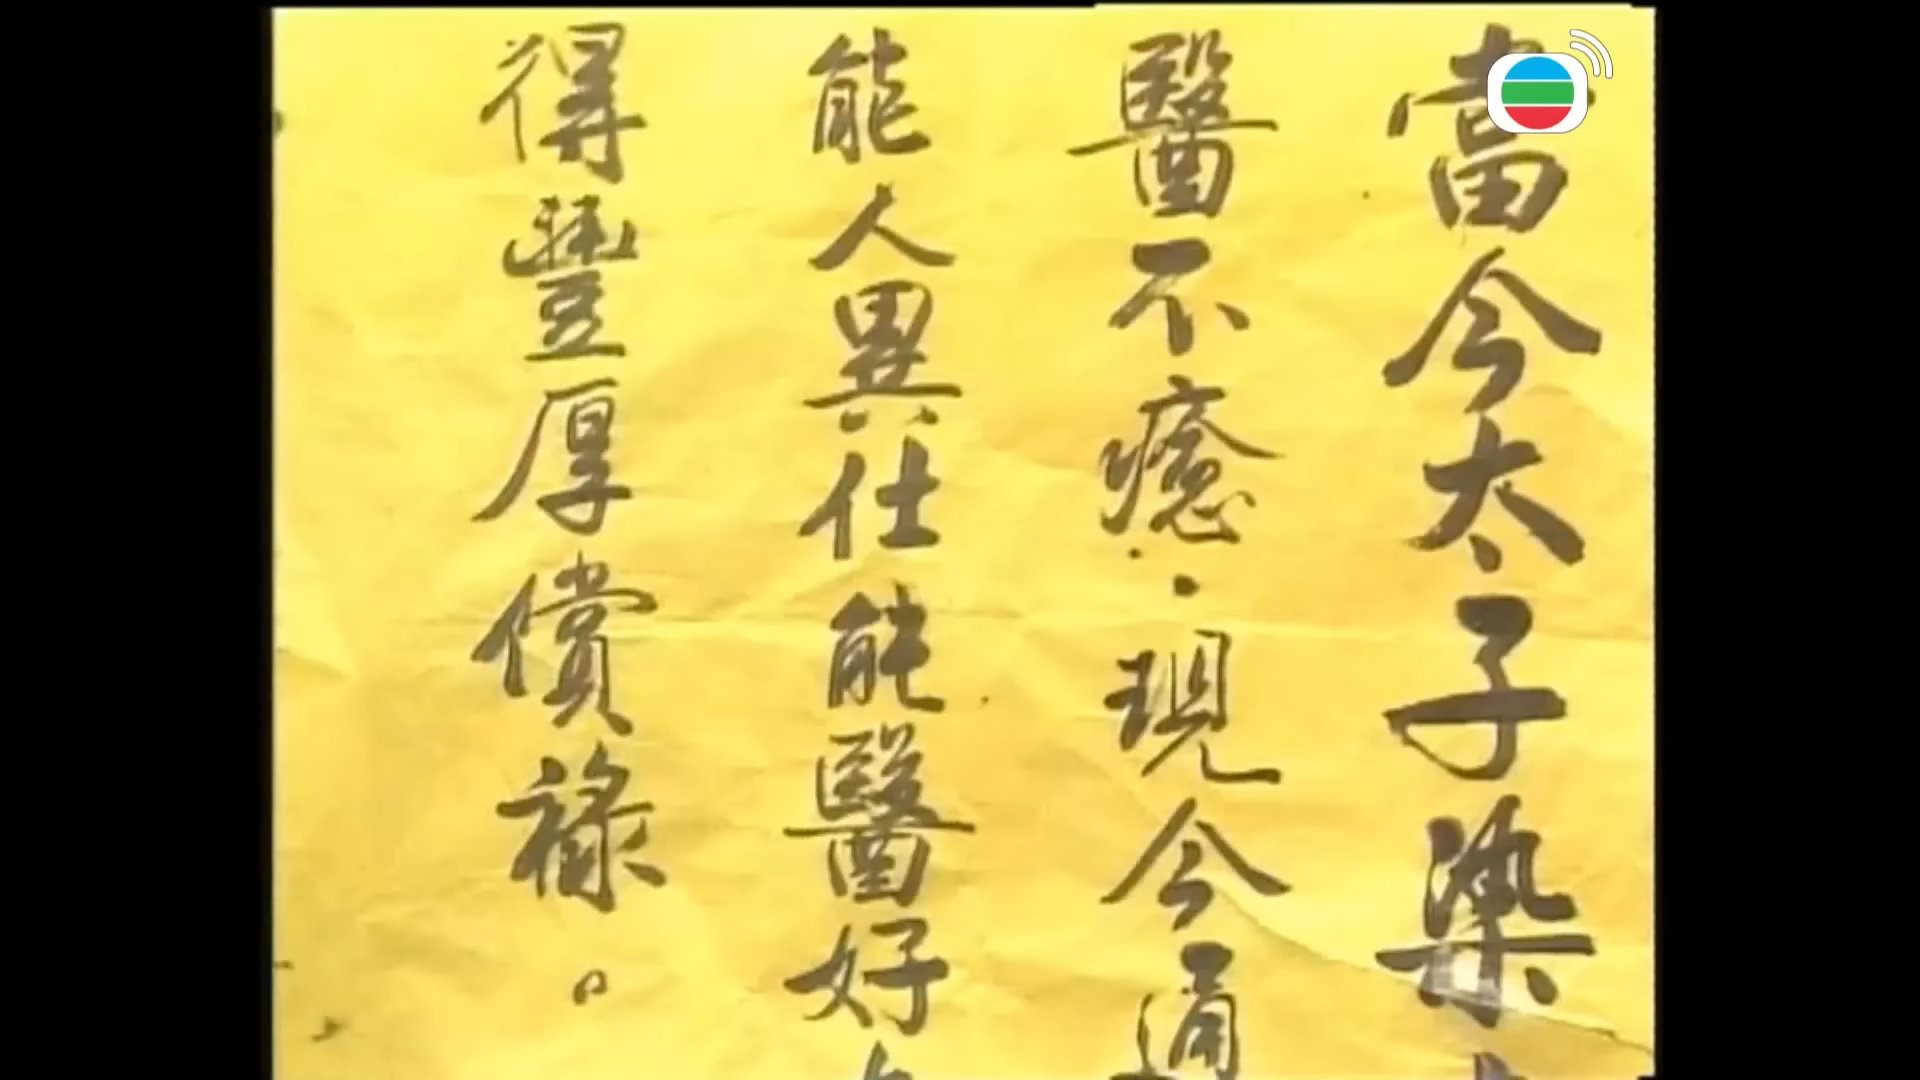 當今太子染
醫不癒．現今通
能人異仕能醫好
得豐厚償祿。